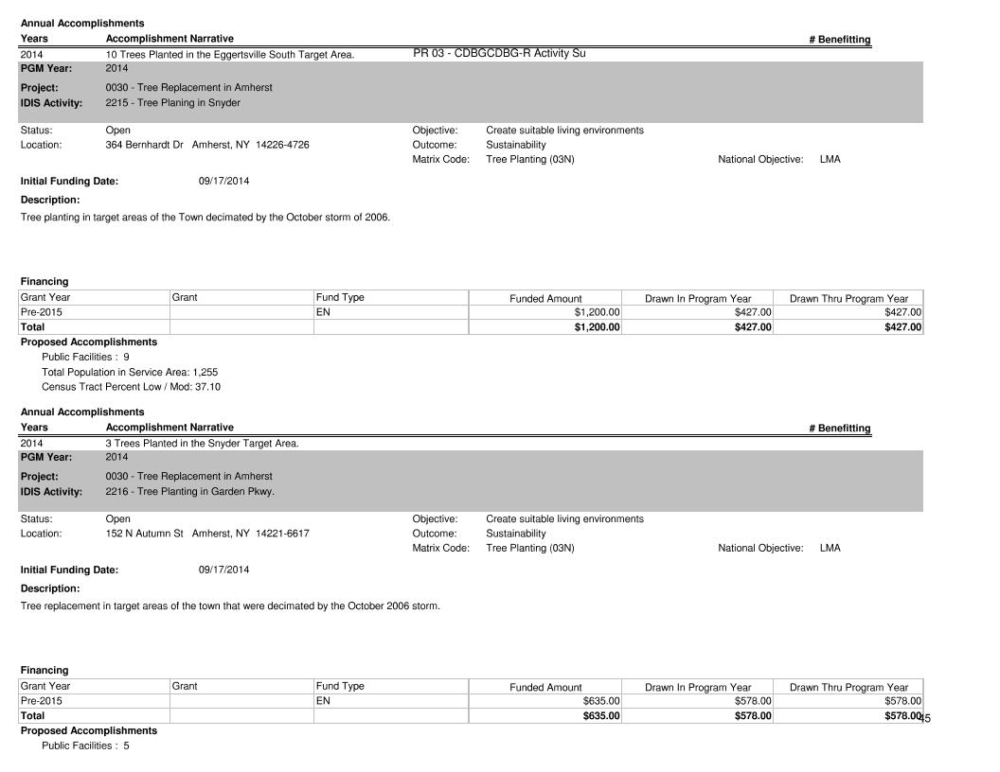 Annual Accomplishments
Years Accomplishment Narrative # Benefitting
2014 10 Trees Planted in the Eggertsville South Target Area. PR 03 - CDBGCDBG-R Activity Su
PGM Year: 2014
Project: 0030 - Tree Replacement in Amherst
IDIS Activity: 2215 - Tree Planing in Snyder
Status: Open Objective: Create suitable living environments
Location: 364 Bernhardt Dr Amherst, NY 14226-4726 Outcome: Sustainability
Matrix Code: Tree Planting (03N) National Objective: LMA
Initial Funding Date: 09/17/2014
Description:
Tree planting in target areas of the Town decimated by the October storm of 2006.
Financing
Grant Year Grant Fund Type Funded Amount Drawn In Program Year Drawn Thru Program Year
Pre-2015 EN $1,200.00 $427.00 $427.00
Total $1,200.00 $427.00 $427.00
Proposed Accomplishments
Public Facilities : 9
Total Population in Service Area: 1,255
Census Tract Percent Low / Mod: 37.10
Annual Accomplishments
Years Accomplishment Narrative # Benefitting
2014 3 Trees Planted in the Snyder Target Area.
PGM Year: 2014
Project: 0030 - Tree Replacement in Amherst
IDIS Activity: 2216 - Tree Planting in Garden Pkwy.
Status: Open Objective: Create suitable living environments
Location: 152 N Autumn St Amherst, NY 14221-6617 Outcome: Sustainability
Matrix Code: Tree Planting (03N) National Objective: LMA
Initial Funding Date: 09/17/2014
Description:
Tree replacement in target areas of the town that were decimated by the October 2006 storm.
Financing
Grant Year Grant Fund Type Funded Amount Drawn In Program Year Drawn Thru Program Year
Pre-2015 EN $635.00 $578.00 $578.00
Total $635.00 $578.00 $578.00
Proposed Accomplishments
Public Facilities : 5